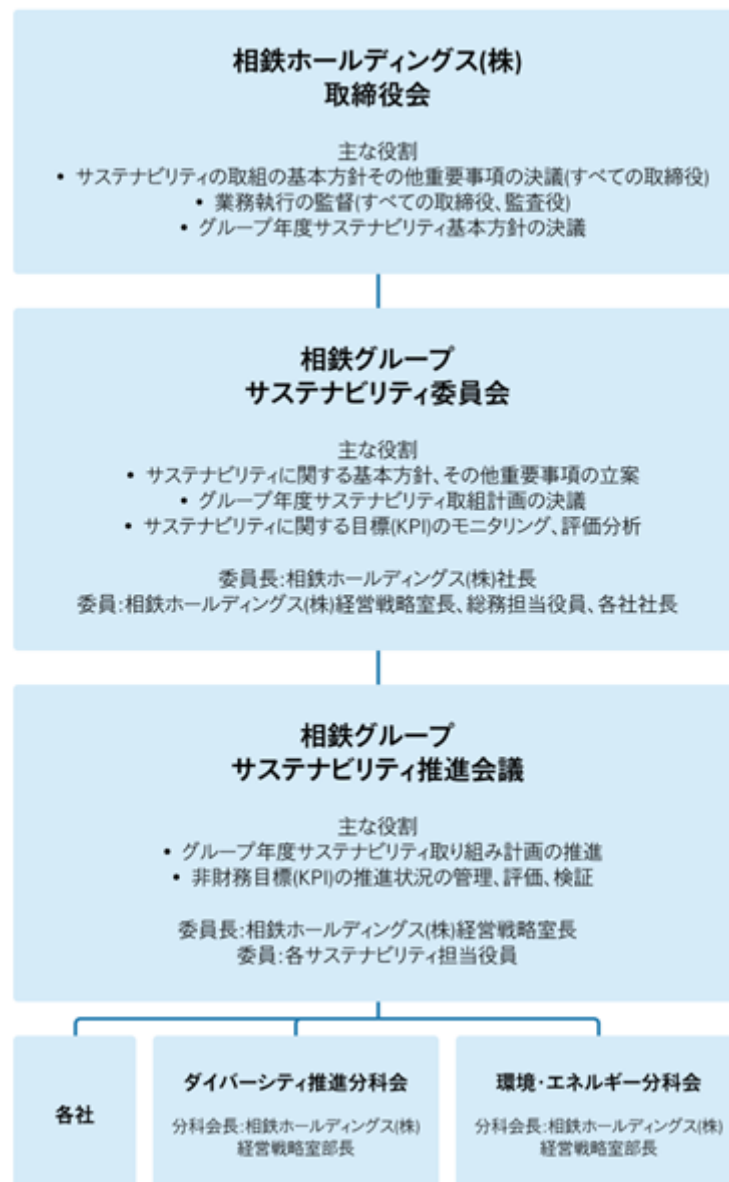 相鉄ホールディングス(株)
取締役会
主な役割
• サステナビリティの取組の基本方針その他重要事項の決議(すべての取締役)
• 業務執行の監督(すべての取締役、監査役)
• グループ年度サステナビリティ基本方針の決議
相鉄グループ
サステナビリティ委員会
主な役割
• サステナビリティに関する基本方針、その他重要事項の立案
• グループ年度サステナビリティ取組計画の決議
• サステナビリティに関する目標(KPI)のモニタリング、評価分析
委員長:相鉄ホールディングス(株)社長
委員:相鉄ホールディングス(株)経営戦略室長、総務担当役員、各社社長
相鉄グループ
サステナビリティ推進会議
主な役割
• グループ年度サステナビリティ取り組み計画の推進
• 非財務目標(KPI)の推進状況の管理、評価、検証
委員長:相鉄ホールディングス(株)経営戦略室長
委員:各サステナビリティ担当役員
各社
ダイバーシティ推進分科会
分科会長:相鉄ホールディングス(株)
経営戦略室部長
環境・エネルギー分科会
分科会長:相鉄ホールディングス(株)
経営戦略室部長